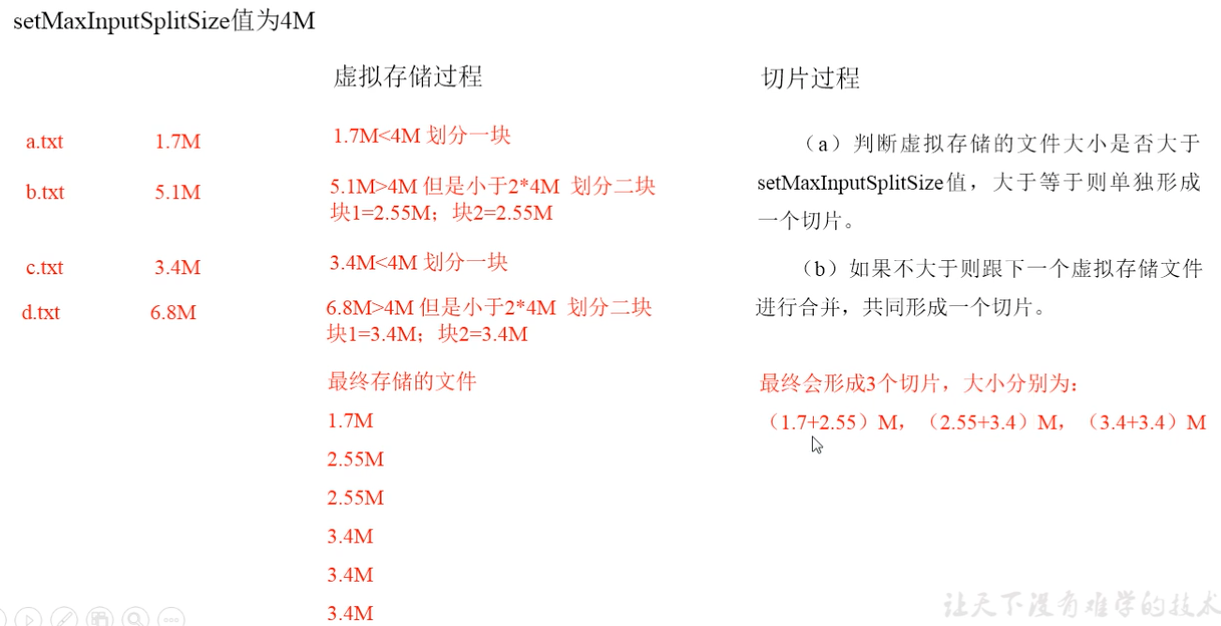 setMaxInputSplitSize值为4M
虚拟存储过程
切片过程
a.txt 1.7M 1.7M<4M 划分一块
b.txt 5.1M 5.1M>4M 但是小于2*4M 划分二块
块1=2.55M；块2=2.55M
c.txt 3.4M 3.4M<4M 划分一块
d.txt 6.8M 6.8M>4M 但是小于2*4M 划分二块
块1=3.4M；块2=3.4M
最终存储的文件
1.7M
2.55M
2.55M
3.4M
3.4M
3.4M
（a）判断虚拟存储的文件大小是否大于
setMaxInputSplitSize值，大于等于则单独形成
一个切片。
（b）如果不大于则跟下一个虚拟存储文件
进行合并，共同形成一个切片。
最终会形成3个切片，大小分别为：
（1.7+2.55）M，（2.55+3.4）M，（3.4+3.4）M
让天下没有难学的技术